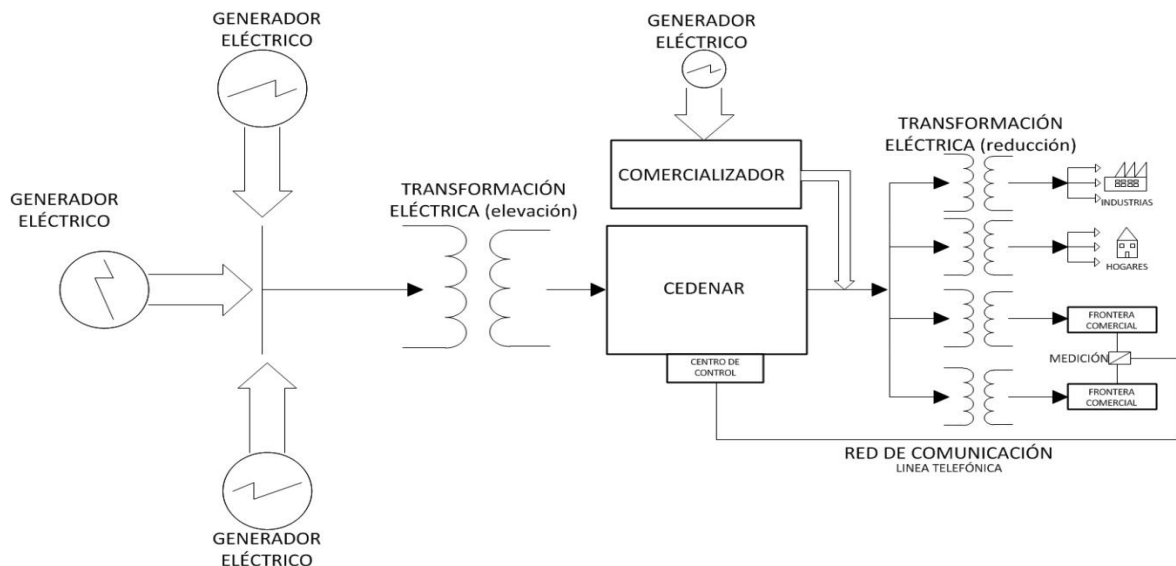 GENERADOR
ELÉCTRICO
GENERADOR
ELÉCTRICO
GENERADOR
ELÉCTRICO
TRANSFORMACIÓN
ELÉCTRICA (elevación)
GENERADOR
ELÉCTRICO
COMERCIALIZADOR
CEDENAR
CENTRO DE
CONTROL
TRANSFORMACIÓN
ELÉCTRICA (reducción)
INDUSTRIAS
HOGARES
FRONTERA
COMERCIAL
MEDICIÓN
FRONTERA
COMERCIAL
RED DE COMUNICACIÓN
LINEA TELEFÓNICA